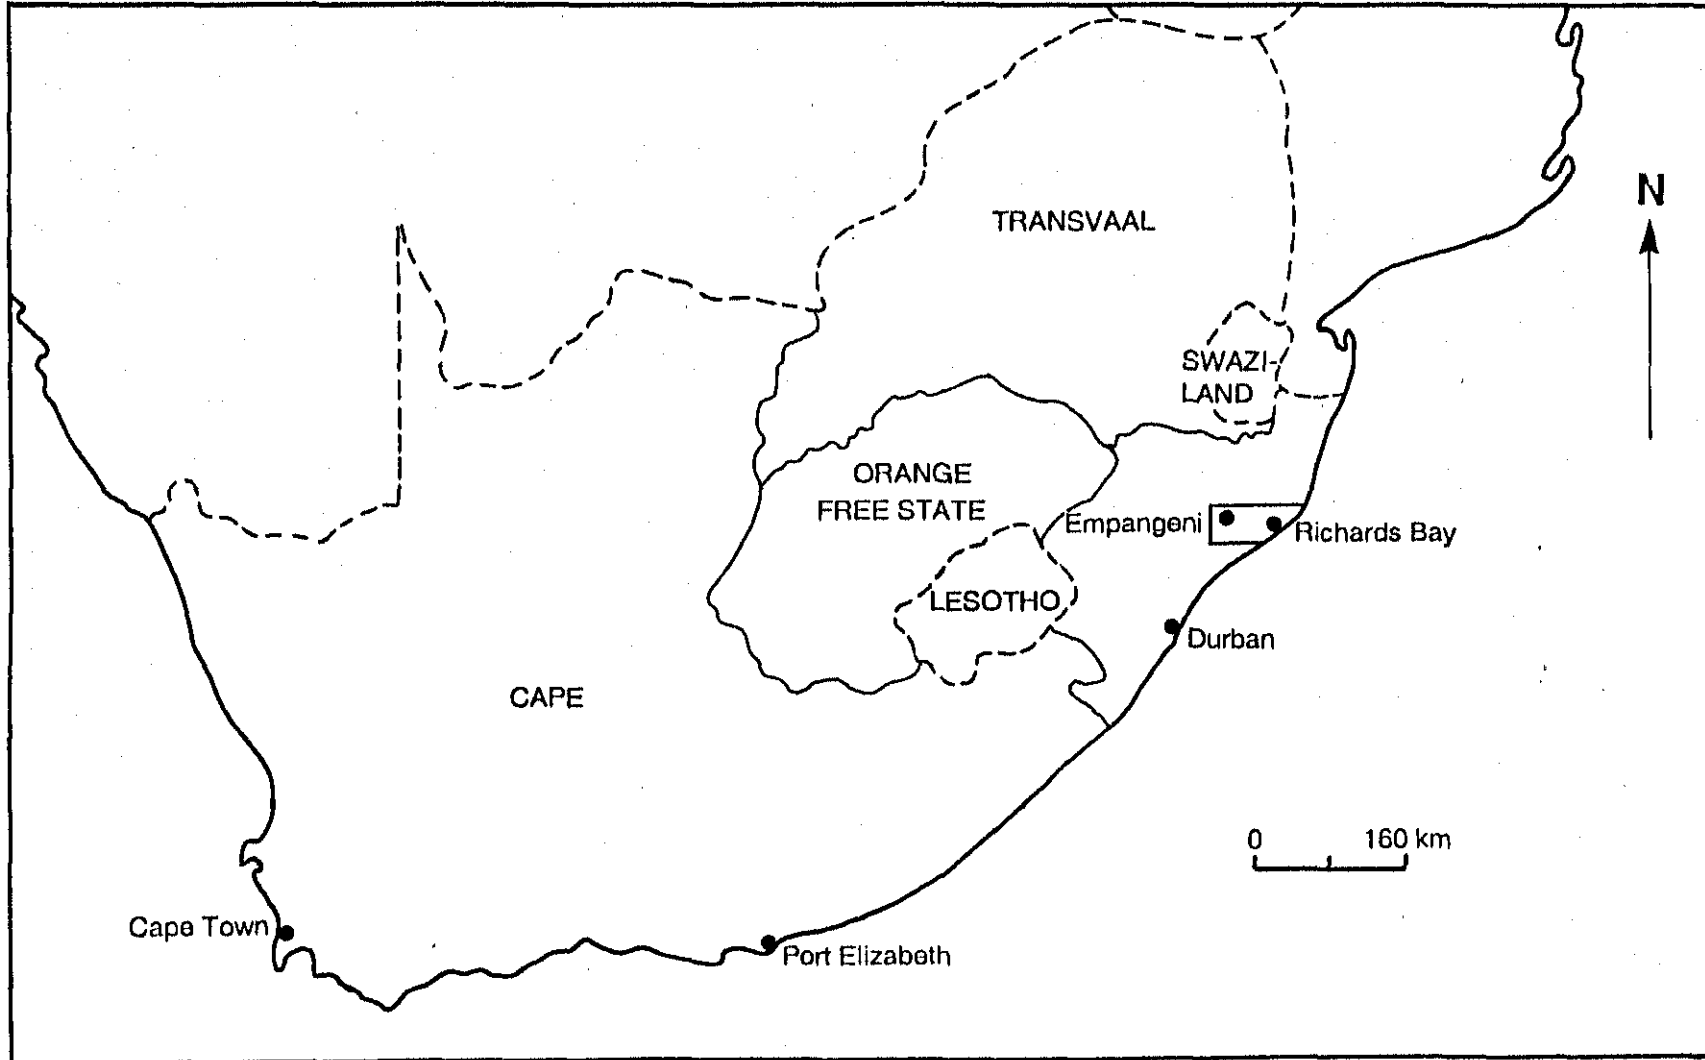 N
TRANSVAAL
SWAZI-
LAND
ORANGE
FREE STATE
Empangeni
Richards Bay
LESOTHO
Durban
CAPE
0 160 km
Cape Town
Port Elizabeth